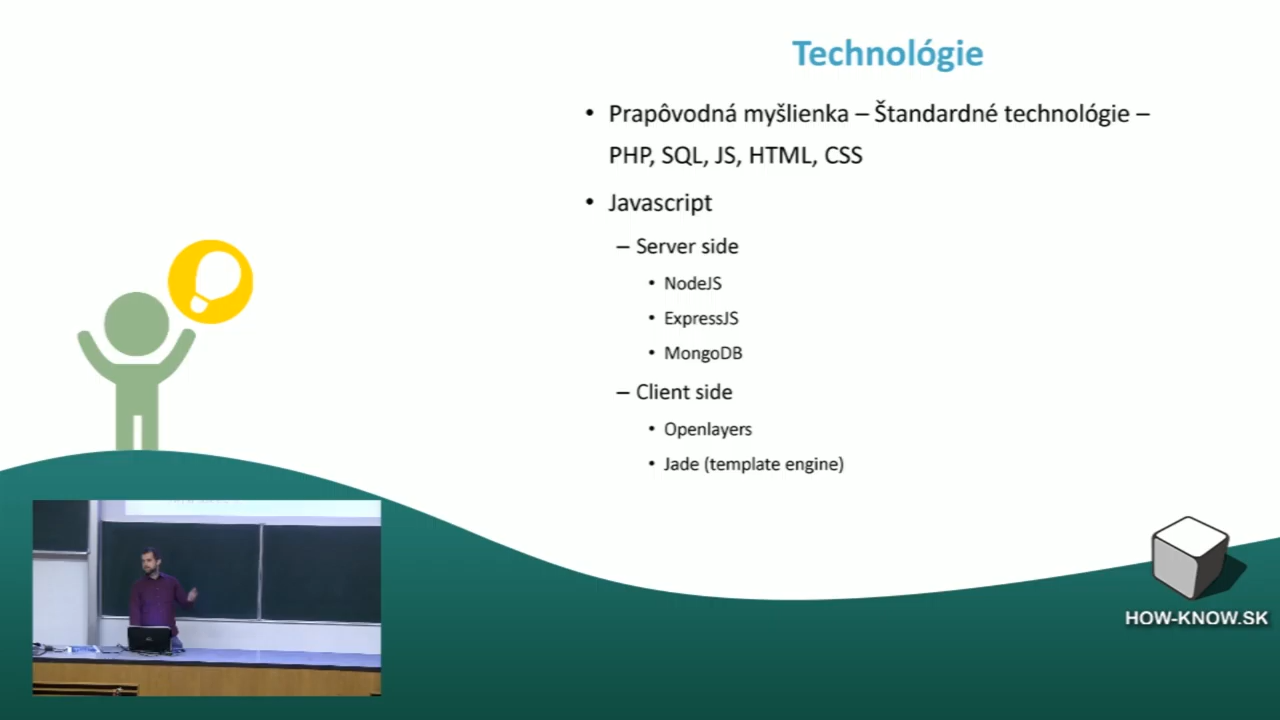 Technológie
• Prapôvodná myšlienka – Štandardné technológie –
PHP, SQL, JS, HTML, CSS
• Javascript
– Server side
• NodeJS
• ExpressJS
• MongoDB
– Client side
• Openlayers
• Jade (template engine)
HOW-KNOW.SK